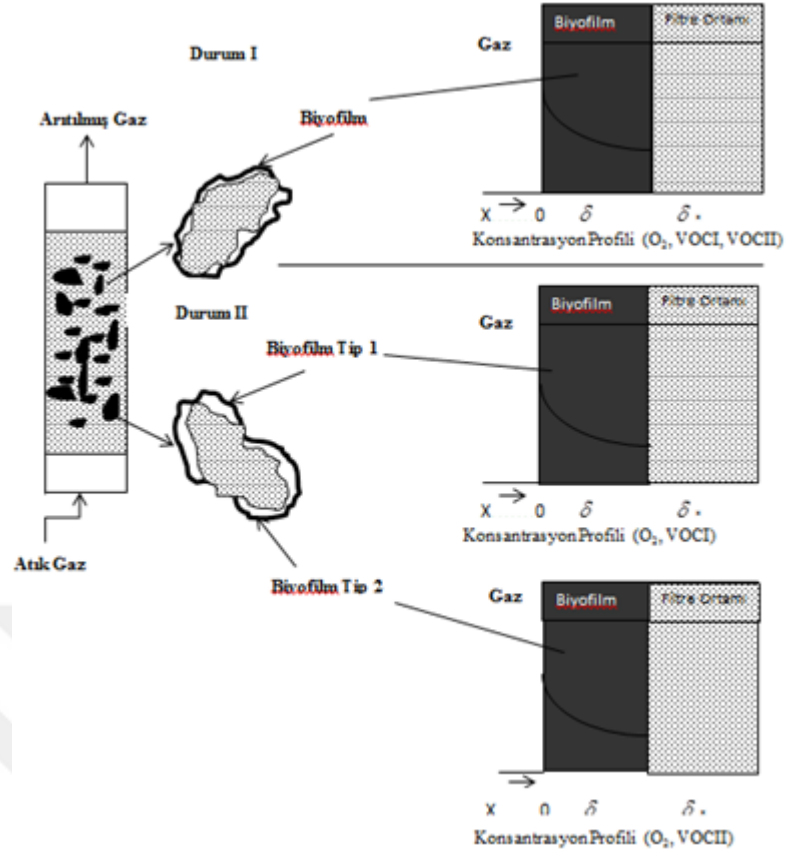 Durum I
Arıtılmış Gaz
Biyofilm
Gaz
Biyofilm
Filtre Ortamı
X → 0 δ δ*
Konsantrasyon Profili (O₂, VOCI, VOCII)
Durum II
Biyofilm Tip 1
Gaz
Biyofilm
Filtre Ortamı
X → 0 δ δ*
Konsantrasyon Profili (O₂, VOCI)
Atık Gaz
Biyofilm Tip 2
Gaz
Biyofilm
Filtre Ortamı
X → 0 δ δ*
Konsantrasyon Profili (O₂, VOCII)